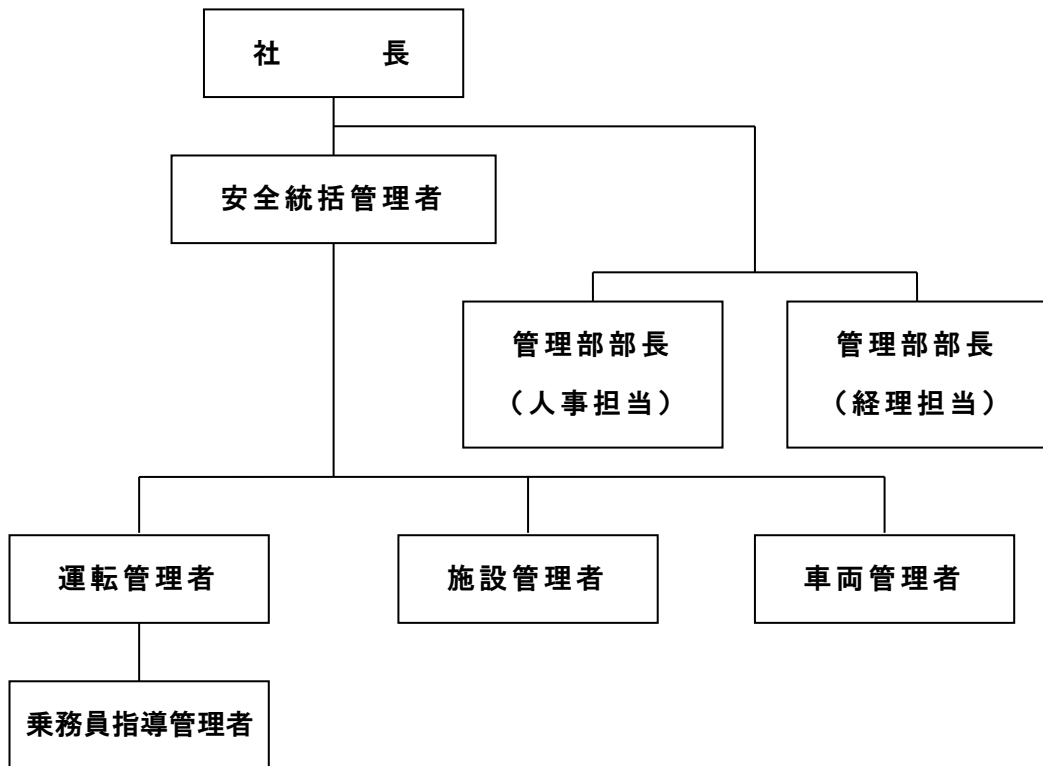 社　　　長
安全統括管理者
管理部部長
（人事担当）
管理部部長
（経理担当）
運転管理者
施設管理者
車両管理者
乗務員指導管理者